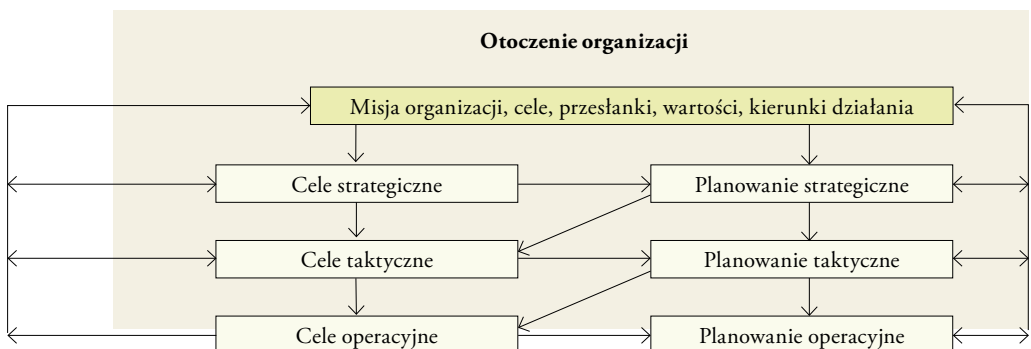 Otoczenie organizacji
Misja organizacji, cele, przesłanki, wartości, kierunki działania
Cele strategiczne
Planowanie strategiczne
Cele taktyczne
Planowanie taktyczne
Cele operacyjne
Planowanie operacyjne